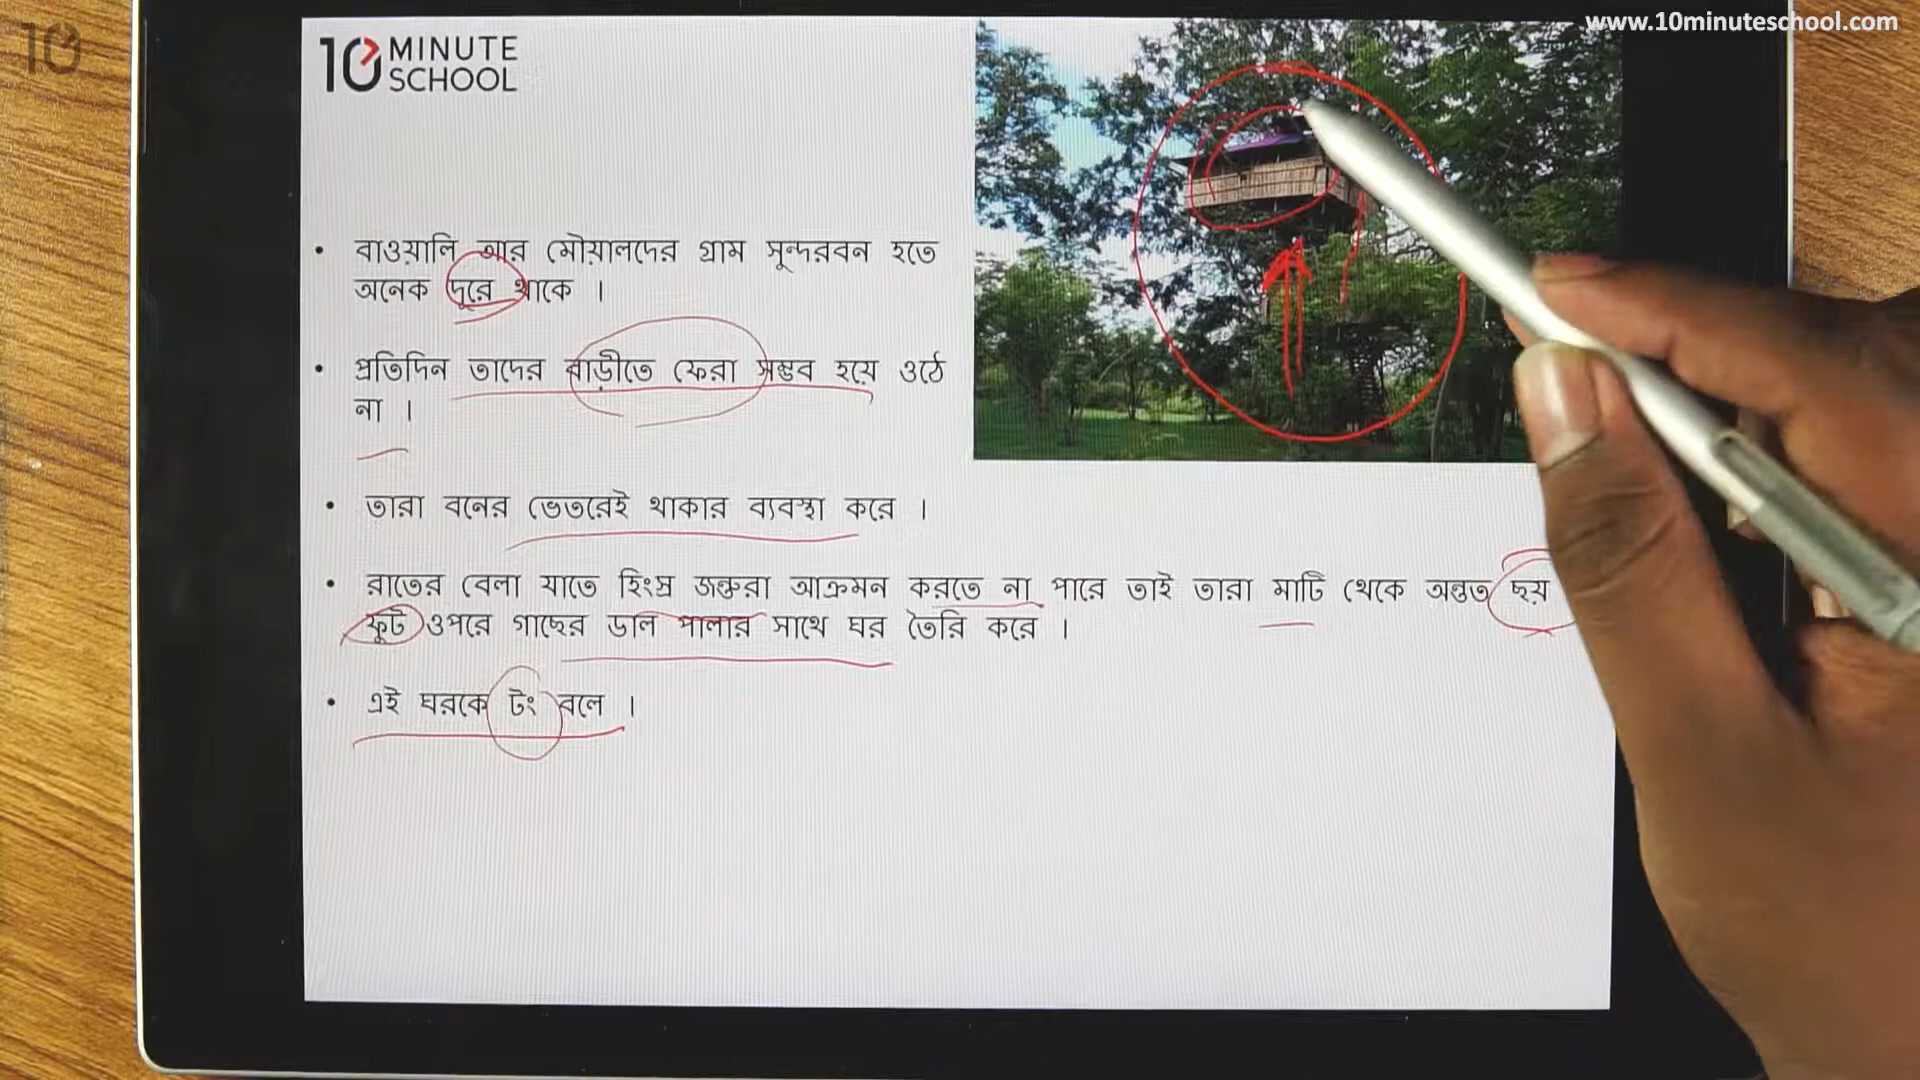 10
www.10minuteschool.com
10 MINUTE
SCHOOL
• বাওয়ালি আর মৌয়ালদের গ্রাম সুন্দরবন হতে
অনেক দূরে থাকে ।
• প্রতিদিন তাদের বাড়ীতে ফেরা সম্ভব হয়ে ওঠে
না ।
• তারা বনের ভেতরেই থাকার ব্যবস্থা করে ।
• রাতের বেলা যাতে হিংস্র জন্তুরা আক্রমন করতে না পারে তাই তারা মাটি থেকে অন্তত ছয়
ফুট ওপরে গাছের ডাল পালার সাথে ঘর তৈরি করে ।
• এই ঘরকে টং বলে ।